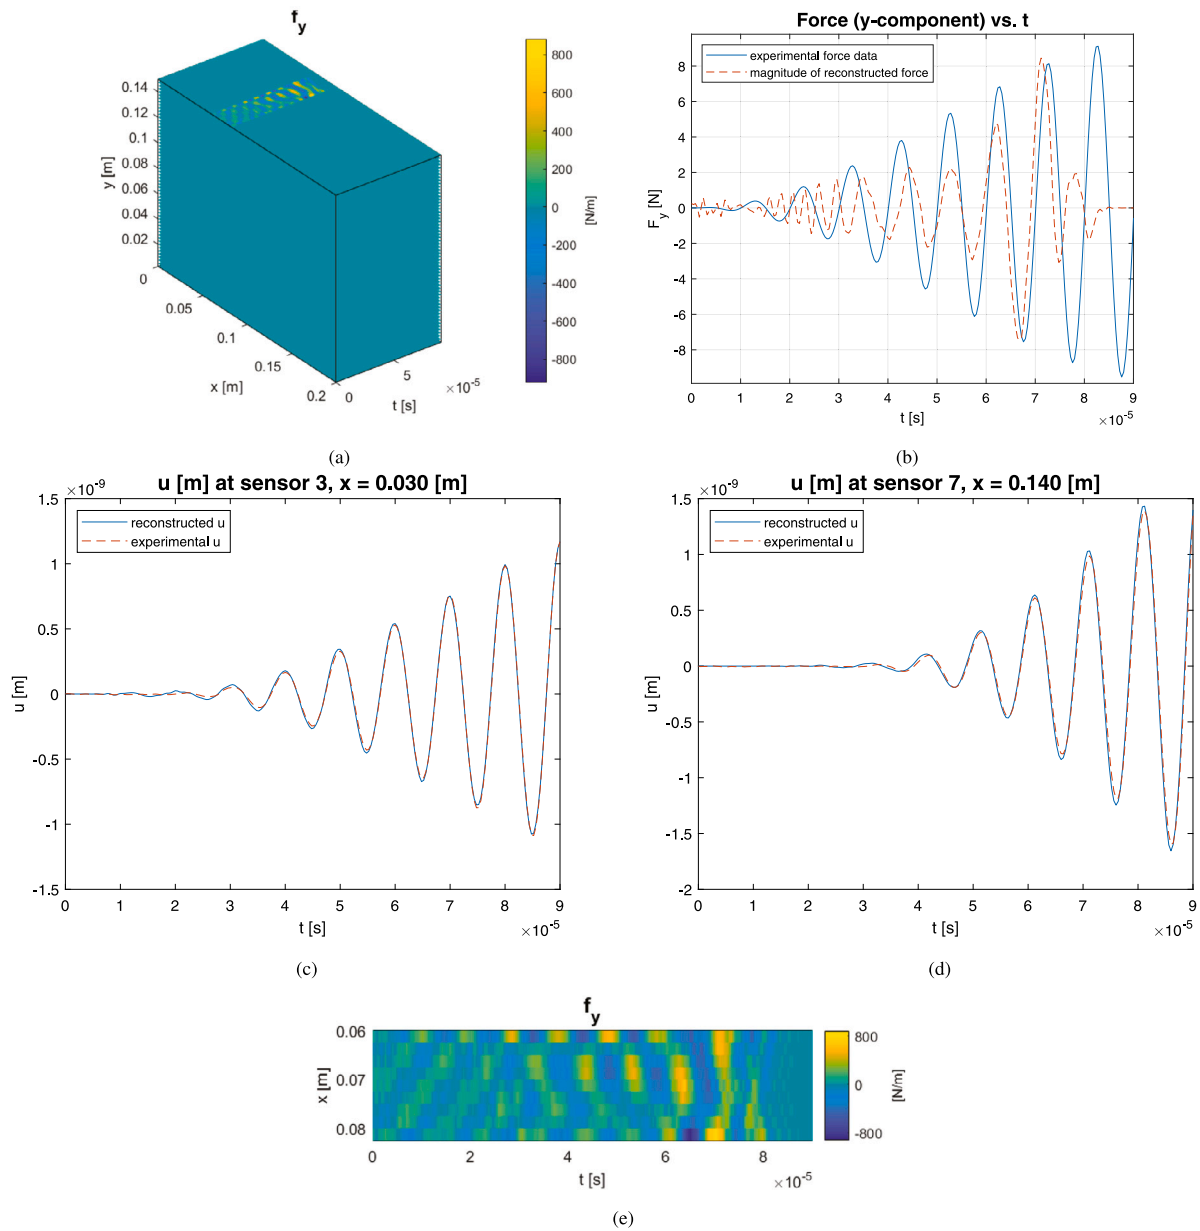 f_y
y [m]
0.14
0.12
0.1
0.08
0.06
0.04
0.02
0
0.05
0.1
0.15
0.2
x [m]
0
5
×10^-5
t [s]
800
600
400
200
0
-200
-400
-600
-800
[N/m]
(a)
Force (y-component) vs. t
experimental force data
magnitude of reconstructed force
F_y [N]
8
6
4
2
0
-2
-4
-6
-8
0 1 2 3 4 5 6 7 8 9
t [s]
×10^-5
(b)
u [m] at sensor 3, x = 0.030 [m]
×10^-9
reconstructed u
experimental u
u [m]
1.5
1
0.5
0
-0.5
-1
-1.5
0 1 2 3 4 5 6 7 8 9
t [s]
×10^-5
(c)
u [m] at sensor 7, x = 0.140 [m]
×10^-9
reconstructed u
experimental u
u [m]
1.5
1
0.5
0
-0.5
-1
-1.5
-2
0 1 2 3 4 5 6 7 8 9
t [s]
×10^-5
(d)
f_y
x [m]
0.06
0.07
0.08
0 2 4 6 8
t [s]
×10^-5
800
0
-800
[N/m]
(e)